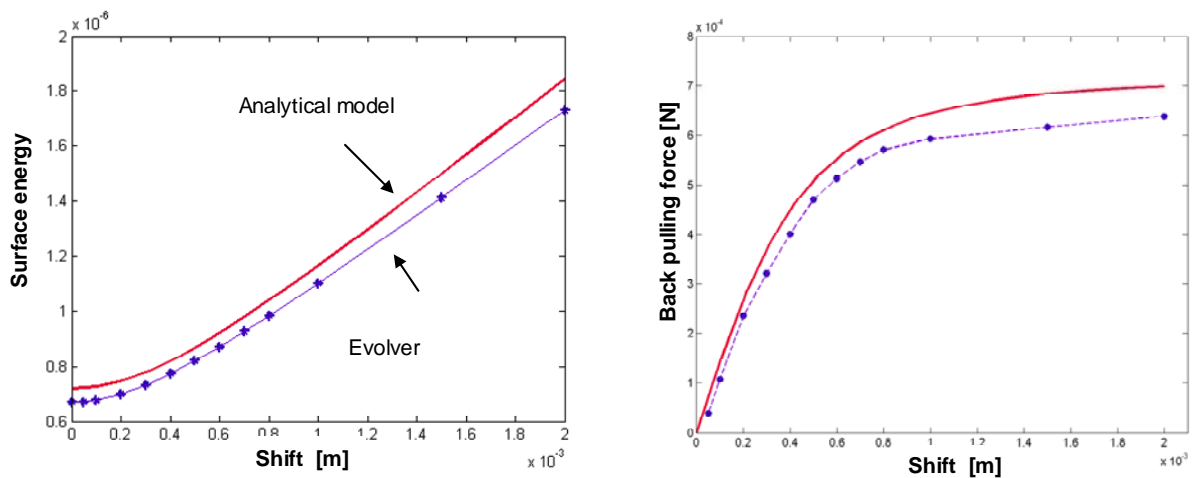 × 10⁻⁶
2
1.8
1.6
1.4
1.2
1
0.8
0.6
Surface energy
Analytical model
Evolver
0 0.2 0.4 0.6 0.8 1 1.2 1.4 1.6 1.8 2
Shift [m]
× 10⁻³
x 10⁻⁴
8
7
6
5
4
3
2
1
0
Back pulling force [N]
0 0.2 0.4 0.6 0.8 1 1.2 1.4 1.6 1.8 2
Shift [m]
x 10⁻³